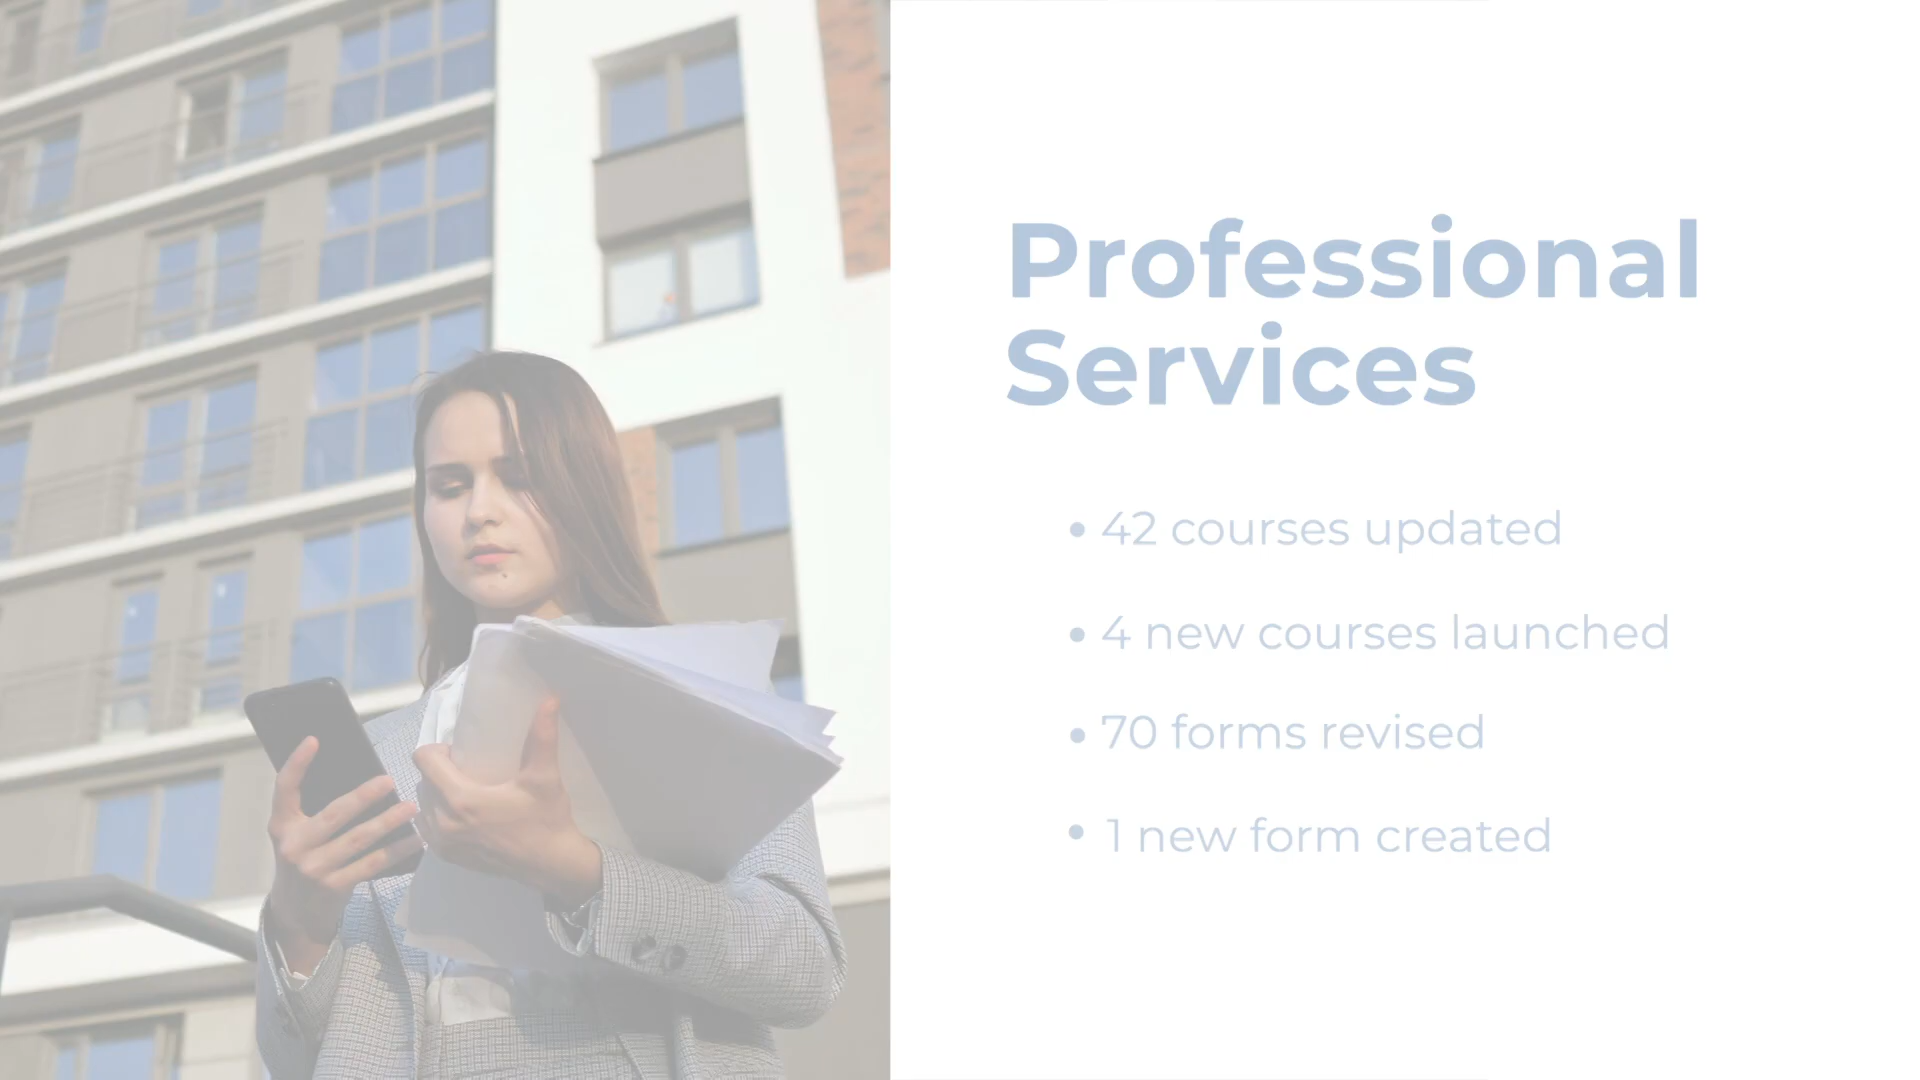 Professional
Services
• 42 courses updated
• 4 new courses launched
• 70 forms revised
• 1 new form created